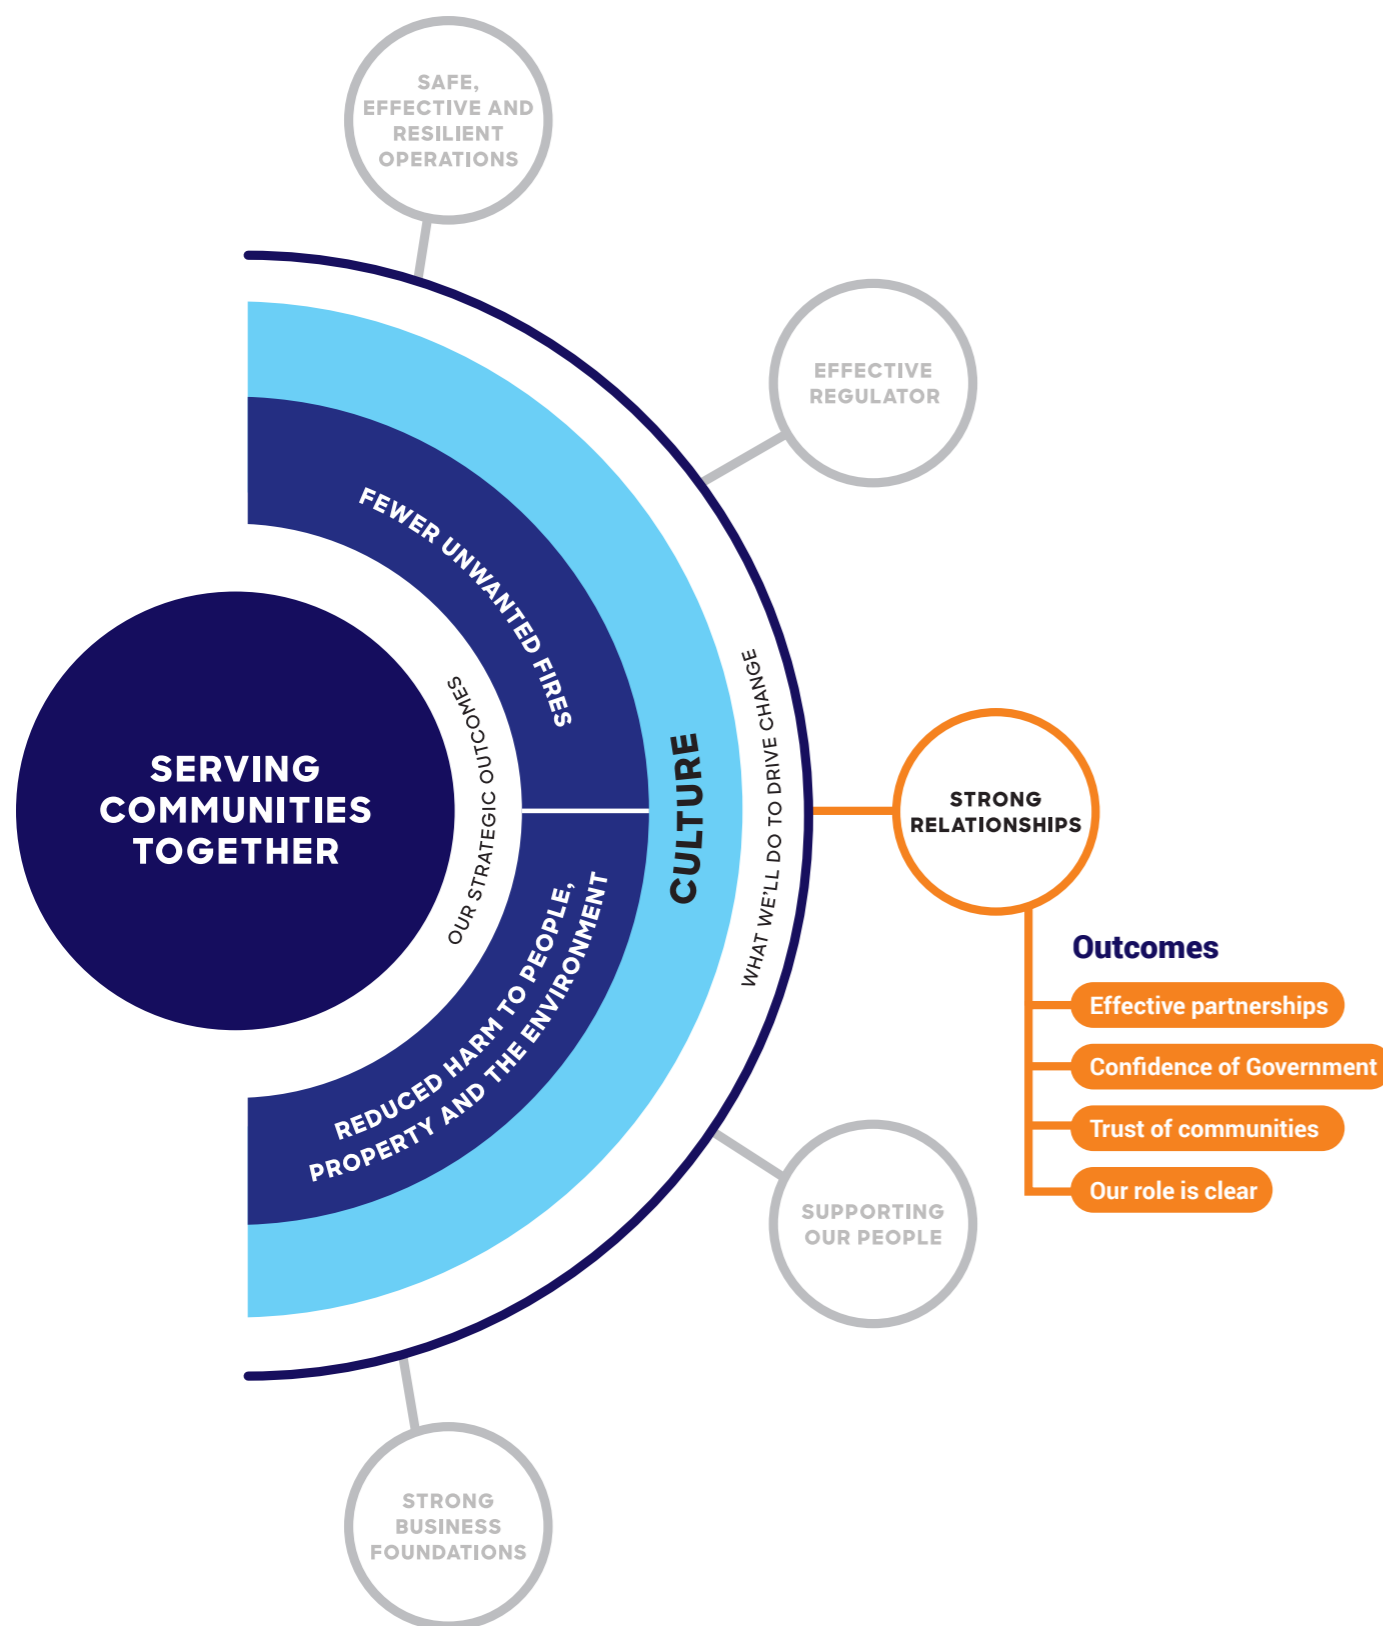 SAFE,
EFFECTIVE AND
RESILIENT
OPERATIONS
EFFECTIVE
REGULATOR
FEWER UNWANTED FIRES
SERVING
COMMUNITIES
TOGETHER
OUR STRATEGIC OUTCOMES
CULTURE
WHAT WE'LL DO TO DRIVE CHANGE
STRONG
RELATIONSHIPS
REDUCED HARM TO PEOPLE,
PROPERTY AND THE ENVIRONMENT
Outcomes
Effective partnerships
Confidence of Government
Trust of communities
Our role is clear
SUPPORTING
OUR PEOPLE
STRONG
BUSINESS
FOUNDATIONS